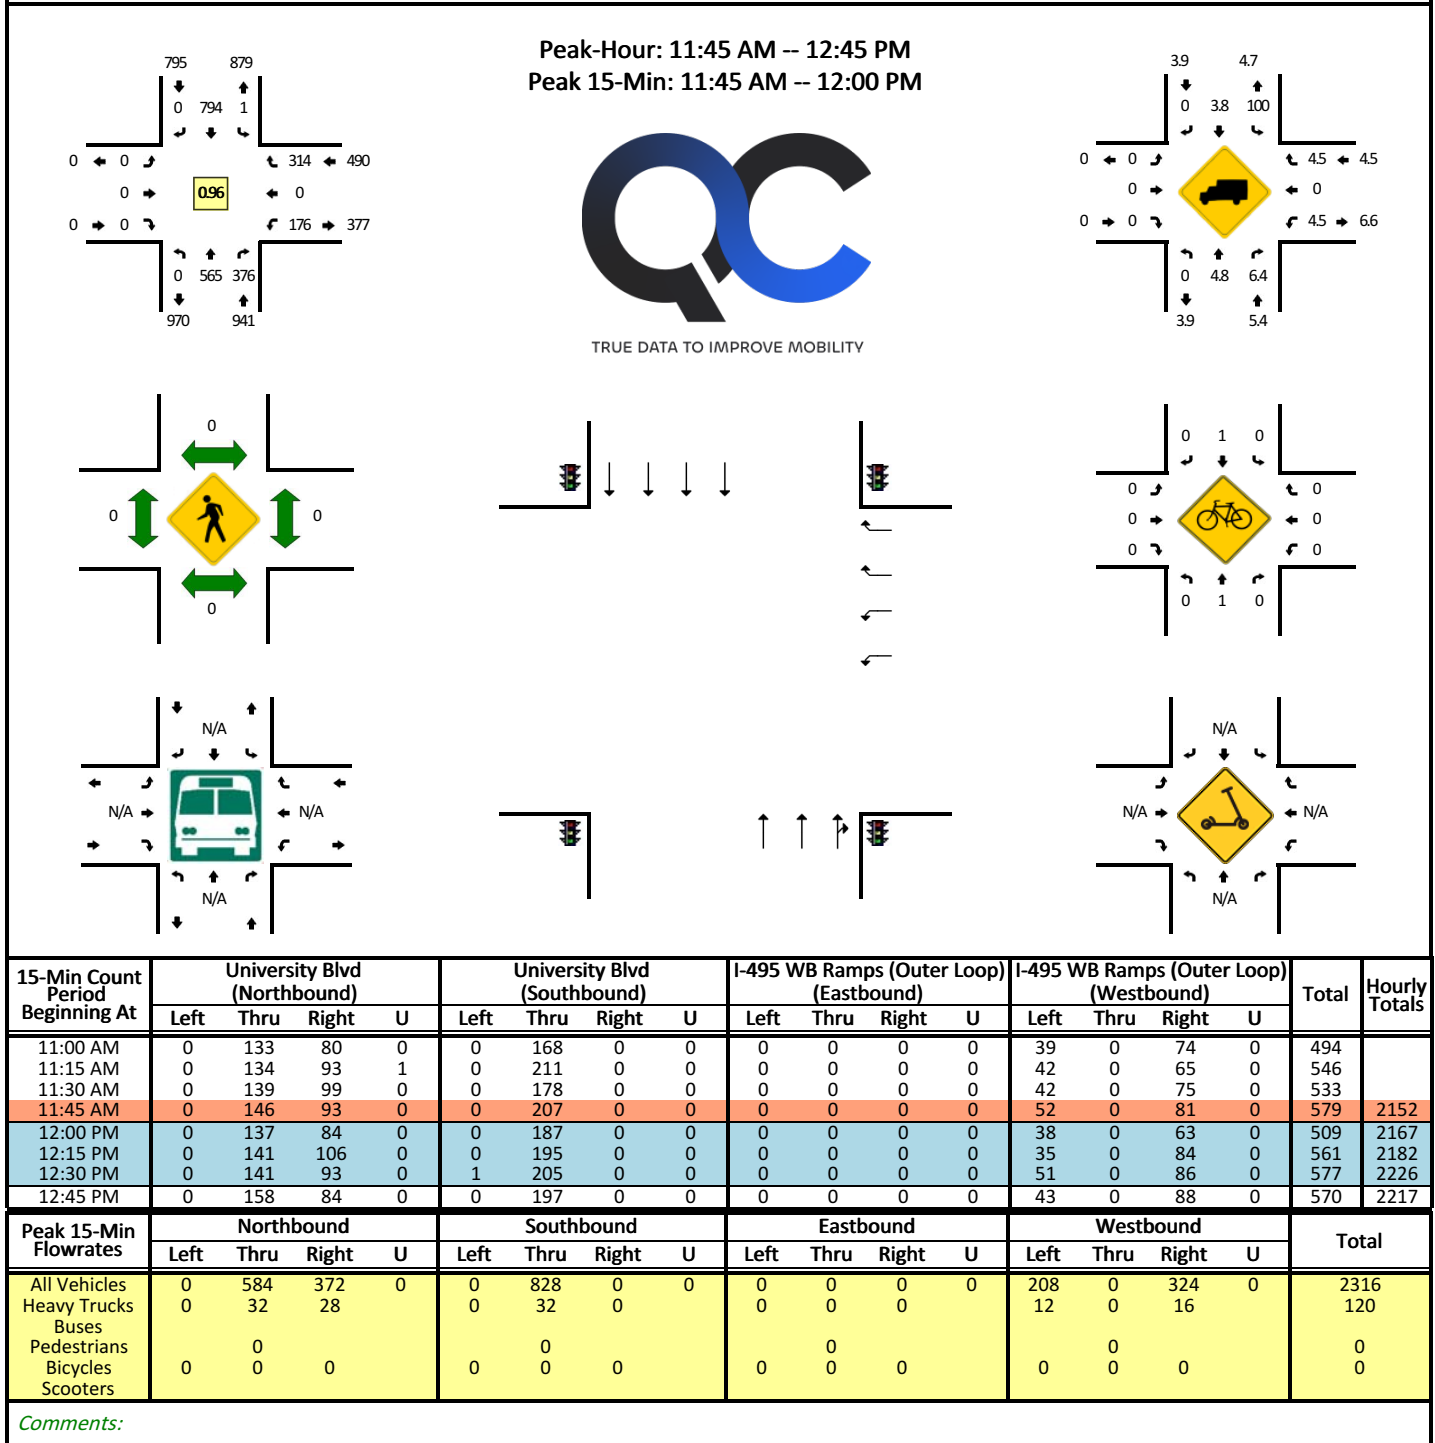 Peak-Hour: 11:45 AM -- 12:45 PM
Peak 15-Min: 11:45 AM -- 12:00 PM
795 879
0 794 1
0 0 314 490
0 0.96 0
0 0 176 377
0 565 376
970 941
QC
TRUE DATA TO IMPROVE MOBILITY
3.9 4.7
0 3.8 100
0 0 4.5 4.5
0 0
0 0 4.5 6.6
0 4.8 6.4
3.9 5.4
0
0 0
0
0 1 0
0 0
0 0
0 0
0 1 0
N/A
N/A N/A
N/A
N/A
N/A N/A
N/A
15-Min Count Period Beginning At University Blvd (Northbound) University Blvd (Southbound) I-495 WB Ramps (Outer Loop) (Eastbound) I-495 WB Ramps (Outer Loop) (Westbound) Total Hourly Totals
Left Thru Right U Left Thru Right U Left Thru Right U Left Thru Right U
11:00 AM 0 133 80 0 0 168 0 0 0 0 0 0 39 0 74 0 494
11:15 AM 0 134 93 1 0 211 0 0 0 0 0 0 42 0 65 0 546
11:30 AM 0 139 99 0 0 178 0 0 0 0 0 0 42 0 75 0 533
11:45 AM 0 146 93 0 0 207 0 0 0 0 0 0 52 0 81 0 579 2152
12:00 PM 0 137 84 0 0 187 0 0 0 0 0 0 38 0 63 0 509 2167
12:15 PM 0 141 106 0 0 195 0 0 0 0 0 0 35 0 84 0 561 2182
12:30 PM 0 141 93 0 1 205 0 0 0 0 0 0 51 0 86 0 577 2226
12:45 PM 0 158 84 0 0 197 0 0 0 0 0 0 43 0 88 0 570 2217
Peak 15-Min Flowrates Northbound Southbound Eastbound Westbound Total
Left Thru Right U Left Thru Right U Left Thru Right U Left Thru Right U
All Vehicles 0 584 372 0 0 828 0 0 0 0 0 0 208 0 324 0 2316
Heavy Trucks 0 32 28 0 32 0 0 0 0 12 0 16 120
Buses
Pedestrians 0 0 0 0 0
Bicycles 0 0 0 0 0 0 0 0 0 0 0 0 0
Scooters
Comments: